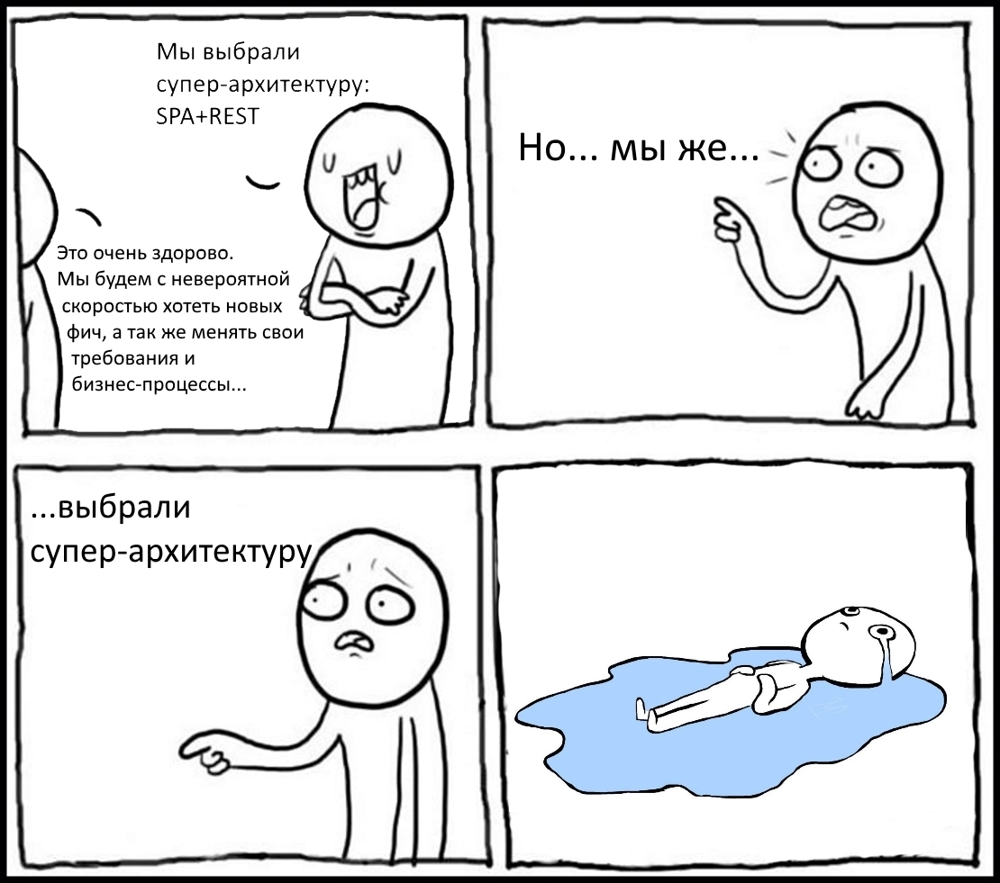 Мы выбрали
супер-архитектуру:
SPA+REST
Это очень здорово.
Мы будем с невероятной
скоростью хотеть новых
фич, а так же менять свои
требования и
бизнес-процессы...
Но... мы же...
...выбрали
супер-архитектуру